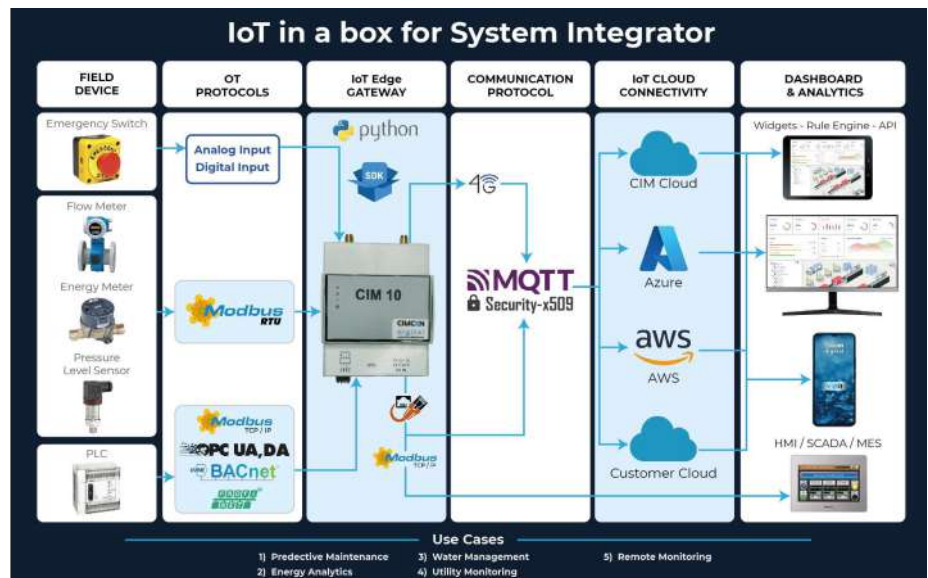 IoT in a box for System Integrator
FIELD
DEVICE
OT
PROTOCOLS
IoT Edge
GATEWAY
COMMUNICATION
PROTOCOL
IoT CLOUD
CONNECTIVITY
DASHBOARD
& ANALYTICS
Emergency Switch
Flow Meter
Energy Meter
Pressure
Level Sensor
PLC
Analog Input
Digital Input
Modbus
RTU
Modbus
TCP/IP
OPC UA,DA
BACnet
python
SDK
CIM 10
CIMCON
Modbus
TCP/IP
4G
MQTT
Security-x509
CIM Cloud
Azure
aws
AWS
Customer Cloud
Widgets - Rule Engine - API
HMI / SCADA / MES
Use Cases
1) Predective Maintenance
2) Energy Analytics
3) Water Management
4) Utility Monitoring
5) Remote Monitoring